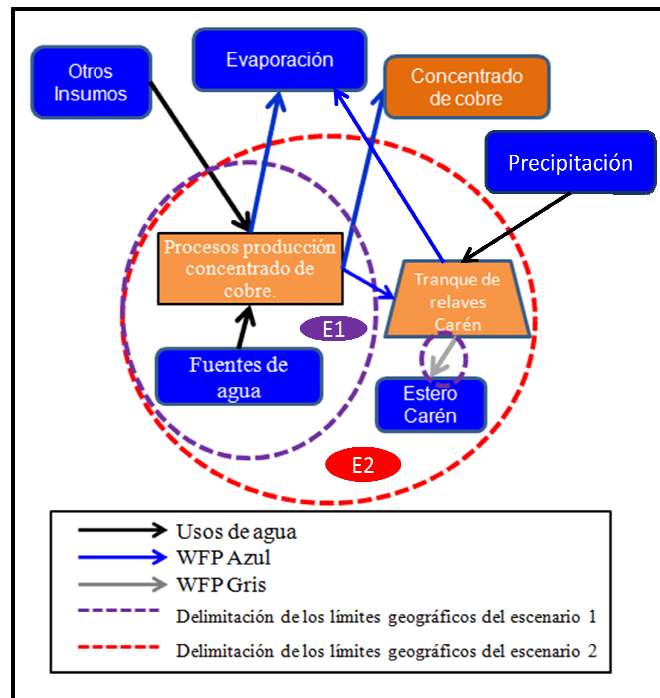 Otros
Insumos
Evaporación
Concentrado
de cobre
Precipitación
Procesos producción
concentrado de
cobre.
Tranque de
relaves
Carén
E1
Fuentes de
agua
Estero
Carén
E2
Usos de agua
WFP Azul
WFP Gris
Delimitación de los límites geográficos del escenario 1
Delimitación de los límites geográficos del escenario 2